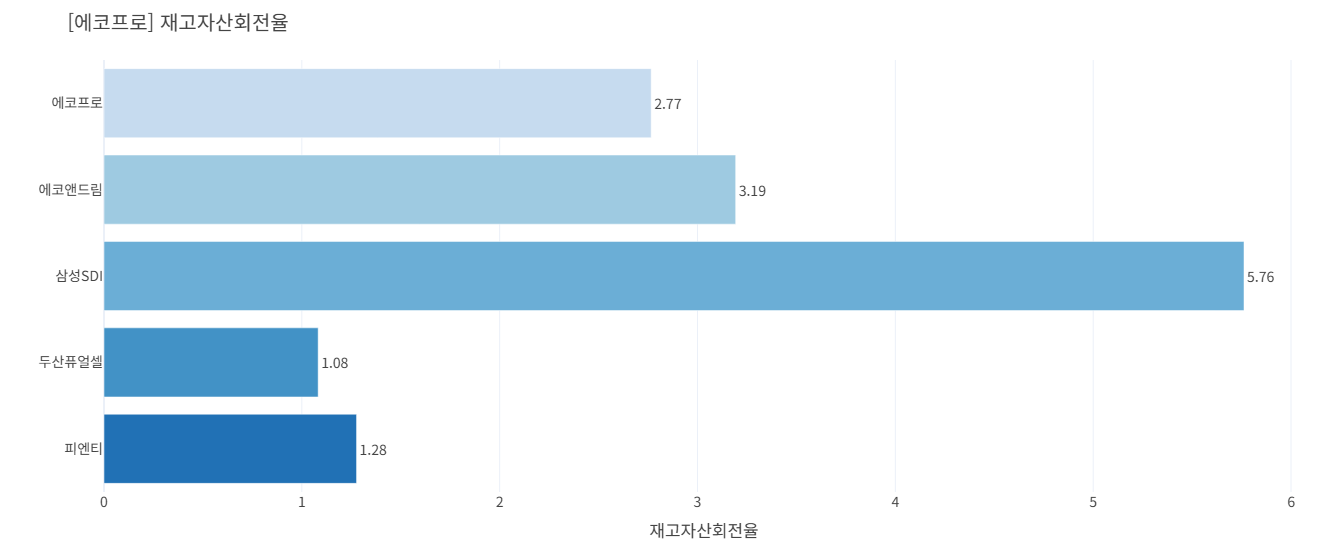 [에코프로] 재고자산회전율
에코프로
2.77
에코앤드림
3.19
삼성SDI
5.76
두산퓨얼셀
1.08
피엔티
1.28
0 1 2 3 4 5 6
재고자산회전율